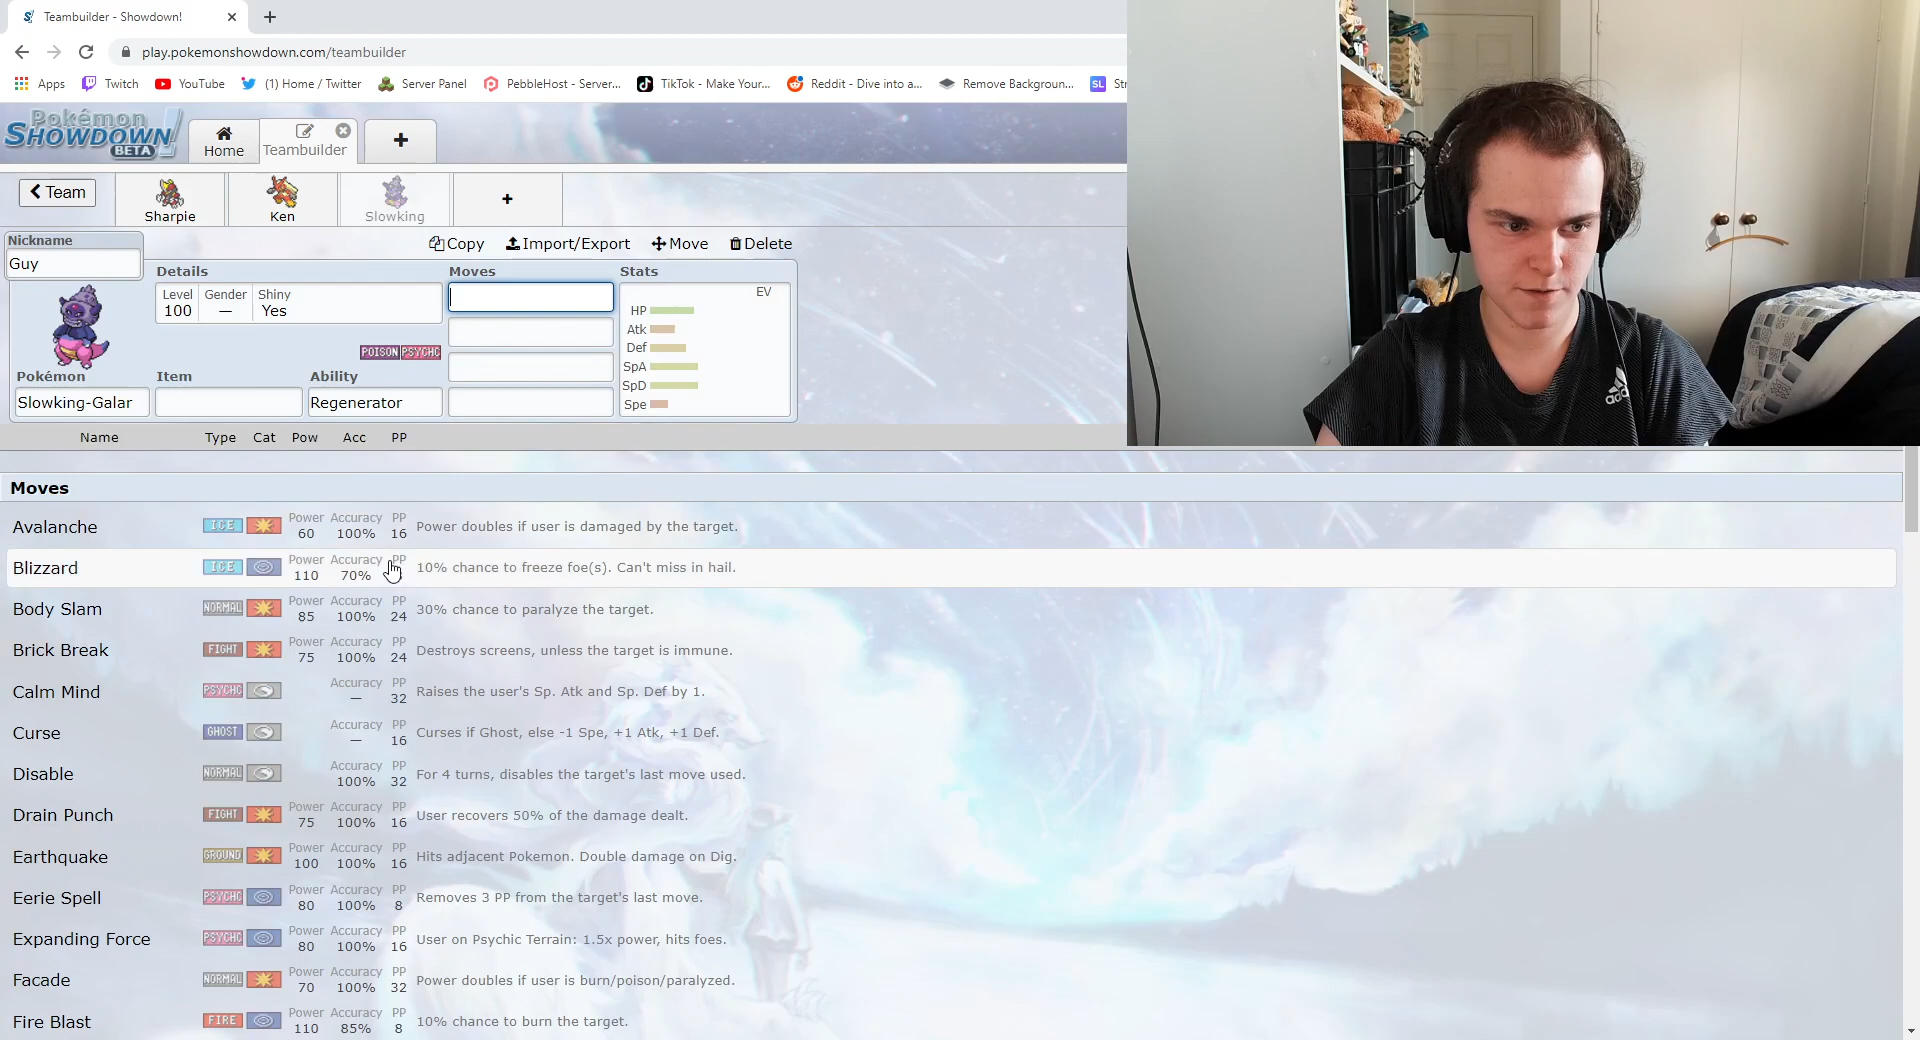 Teambuilder - Showdown!
play.pokemonshowdown.com/teambuilder
Apps Twitch YouTube (1) Home / Twitter Server Panel PebbleHost - Server... TikTok - Make Your... Reddit - Dive into a... Remove Backgroun... SL Str
Pokémon
SHOWDOWN!
BETA
Home
Teambuilder
Team
Sharpie
Ken
Slowking
Nickname
Guy
Copy Import/Export Move Delete
Details
Moves
Stats
Level Gender Shiny
100 — Yes
EV
HP
Atk
Def
SpA
SpD
Spe
POISON PSYCHC
Pokémon Item Ability
Slowking-Galar Regenerator
Name Type Cat Pow Acc PP
Moves
Avalanche ICE Power 60 Accuracy 100% PP 16 Power doubles if user is damaged by the target.
Blizzard ICE Power 110 Accuracy 70% PP 10% chance to freeze foe(s). Can't miss in hail.
Body Slam NORMAL Power 85 Accuracy 100% PP 24 30% chance to paralyze the target.
Brick Break FIGHT Power 75 Accuracy 100% PP 24 Destroys screens, unless the target is immune.
Calm Mind PSYCHC Accuracy — PP 32 Raises the user's Sp. Atk and Sp. Def by 1.
Curse GHOST Accuracy — PP 16 Curses if Ghost, else -1 Spe, +1 Atk, +1 Def.
Disable NORMAL Accuracy 100% PP 32 For 4 turns, disables the target's last move used.
Drain Punch FIGHT Power 75 Accuracy 100% PP 16 User recovers 50% of the damage dealt.
Earthquake GROUND Power 100 Accuracy 100% PP 16 Hits adjacent Pokemon. Double damage on Dig.
Eerie Spell PSYCHC Power 80 Accuracy 100% PP 8 Removes 3 PP from the target's last move.
Expanding Force PSYCHC Power 80 Accuracy 100% PP 16 User on Psychic Terrain: 1.5x power, hits foes.
Facade NORMAL Power 70 Accuracy 100% PP 32 Power doubles if user is burn/poison/paralyzed.
Fire Blast FIRE Power 110 Accuracy 85% PP 8 10% chance to burn the target.
adidas